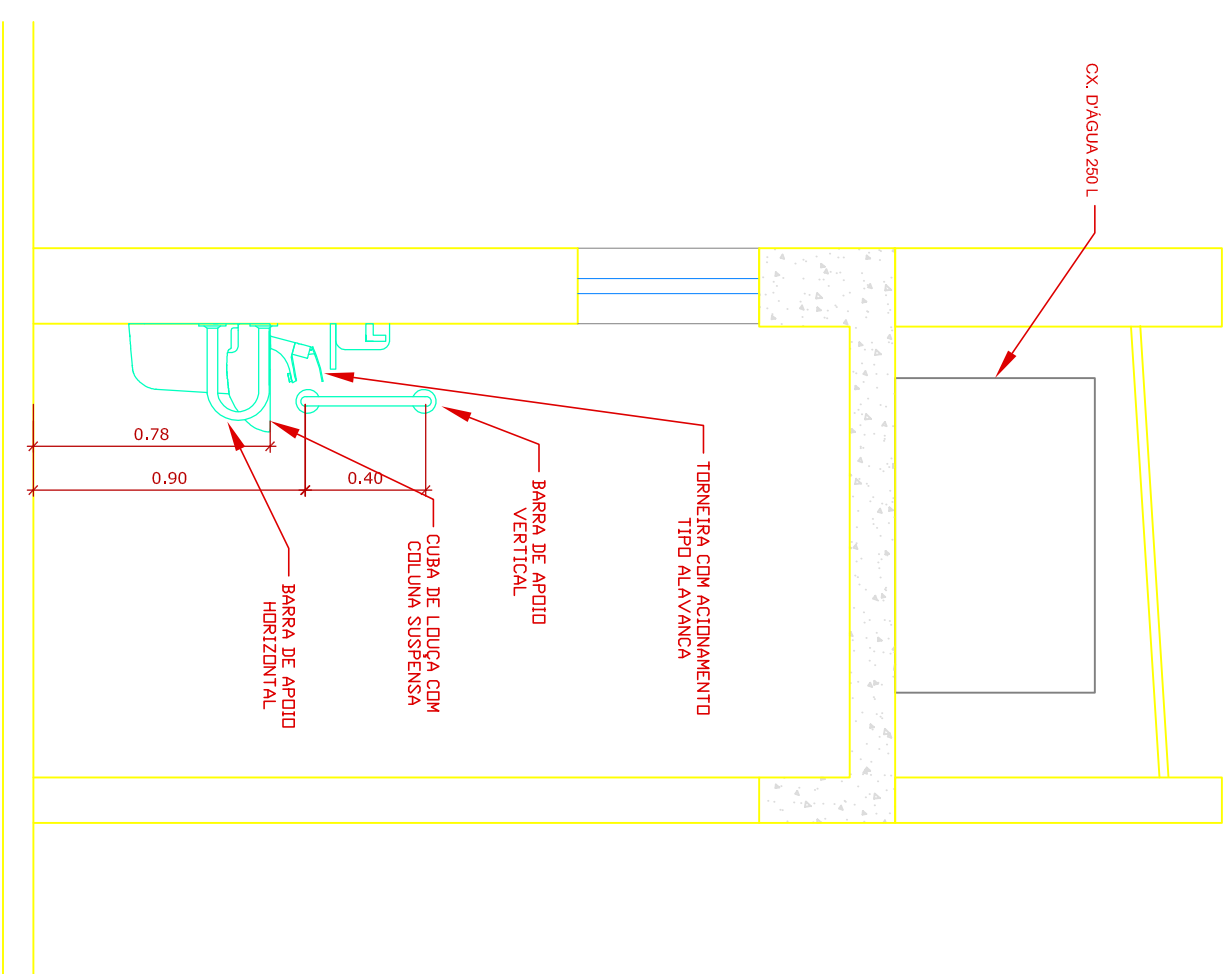 CX. D'ÁGUA 250 L
TORNEIRA COM ACIONAMENTO
TIPO ALAVANCA
BARRA DE APOIO
VERTICAL
CUBA DE LOUÇA COM
COLUNA SUSPENSA
BARRA DE APOIO
HORIZONTAL
0.78
0.90
0.40